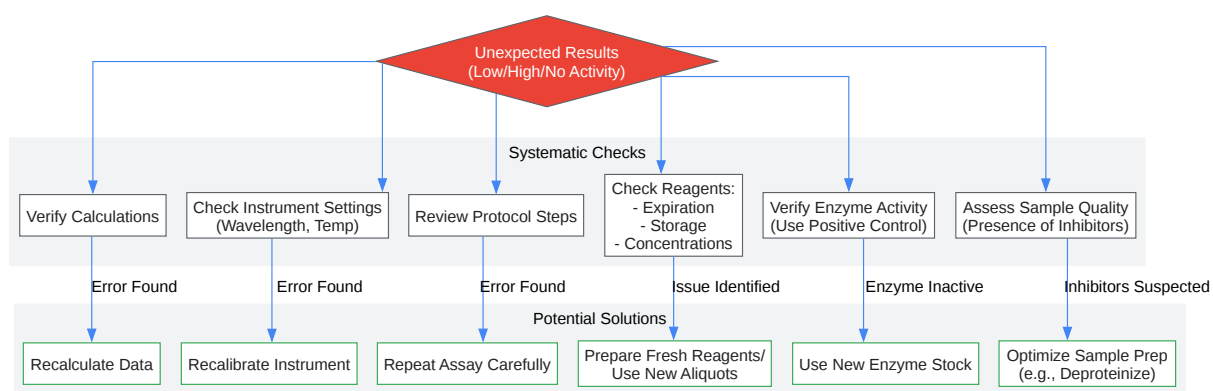 Unexpected Results
(Low/High/No Activity)
Systematic Checks
Verify Calculations
Check Instrument Settings
(Wavelength, Temp)
Review Protocol Steps
Check Reagents:
- Expiration
- Storage
- Concentrations
Verify Enzyme Activity
(Use Positive Control)
Assess Sample Quality
(Presence of Inhibitors)
Error Found
Error Found
Error Found
Issue Identified
Enzyme Inactive
Inhibitors Suspected
Potential Solutions
Recalculate Data
Recalibrate Instrument
Repeat Assay Carefully
Prepare Fresh Reagents/
Use New Aliquots
Use New Enzyme Stock
Optimize Sample Prep
(e.g., Deproteinize)